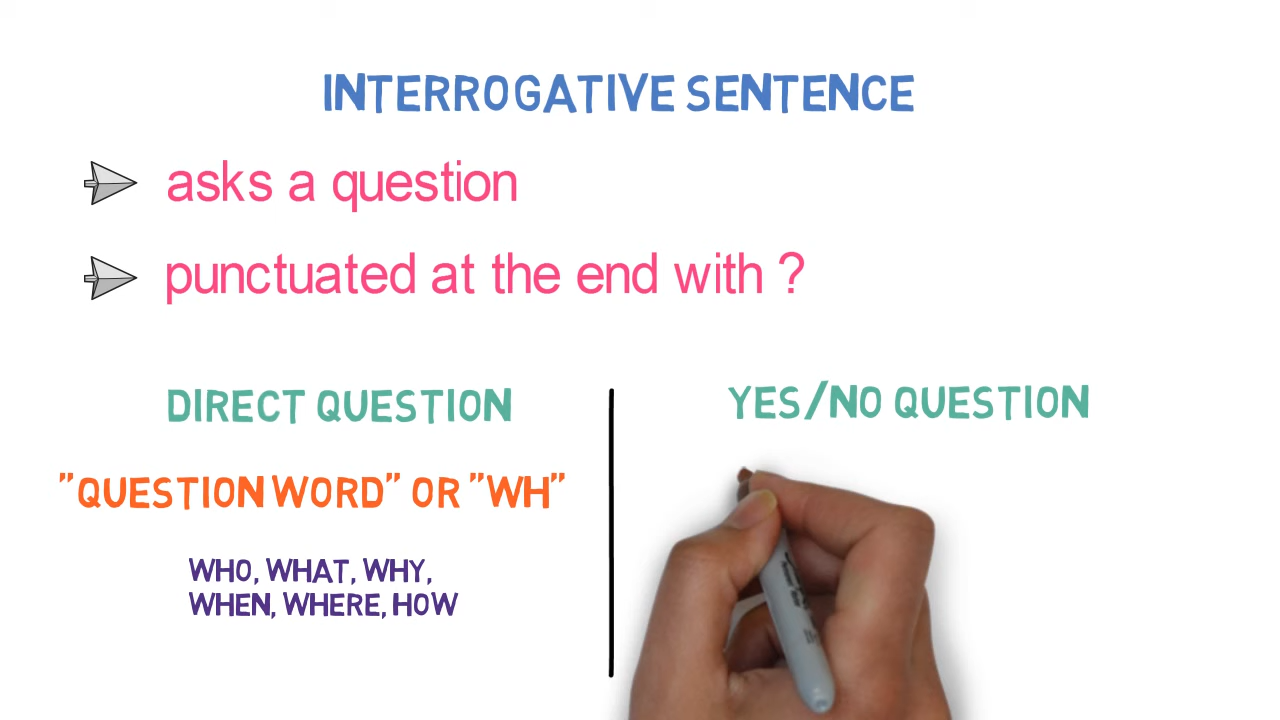 INTERROGATIVE SENTENCE
asks a question
punctuated at the end with ?
DIRECT QUESTION
"QUESTION WORD" OR "WH"
WHO, WHAT, WHY,
WHEN, WHERE, HOW
YES/NO QUESTION